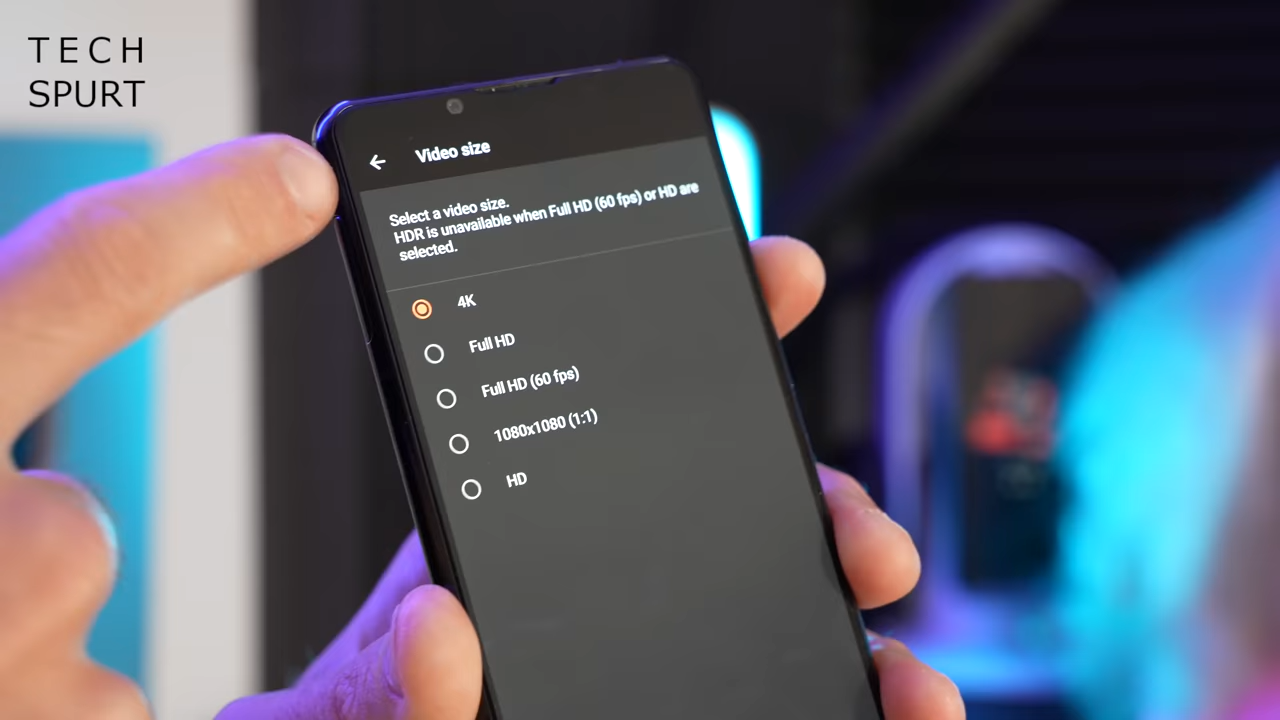 TECH
SPURT
Video size
Select a video size.
HDR is unavailable when Full HD (60 fps) or HD are
selected.
4K
Full HD
Full HD (60 fps)
1080x1080 (1:1)
HD